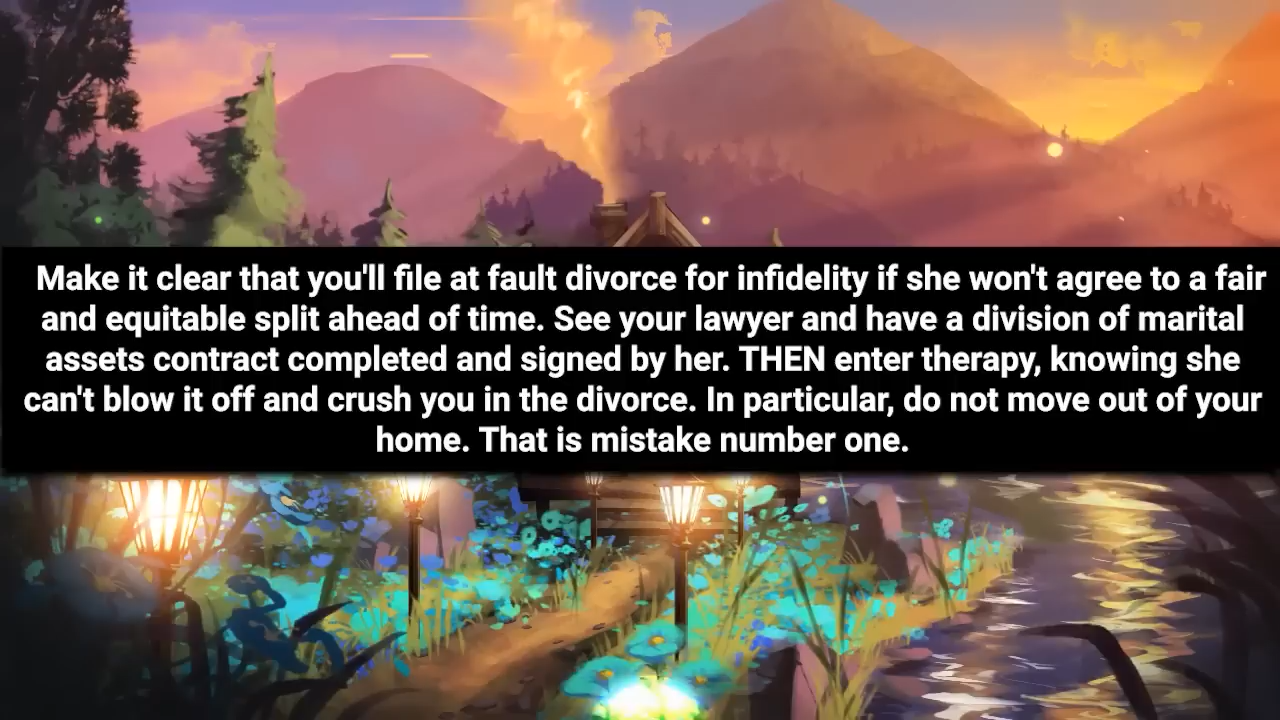 Make it clear that you'll file at fault divorce for infidelity if she won't agree to a fair
and equitable split ahead of time. See your lawyer and have a division of marital
assets contract completed and signed by her. THEN enter therapy, knowing she
can't blow it off and crush you in the divorce. In particular, do not move out of your
home. That is mistake number one.